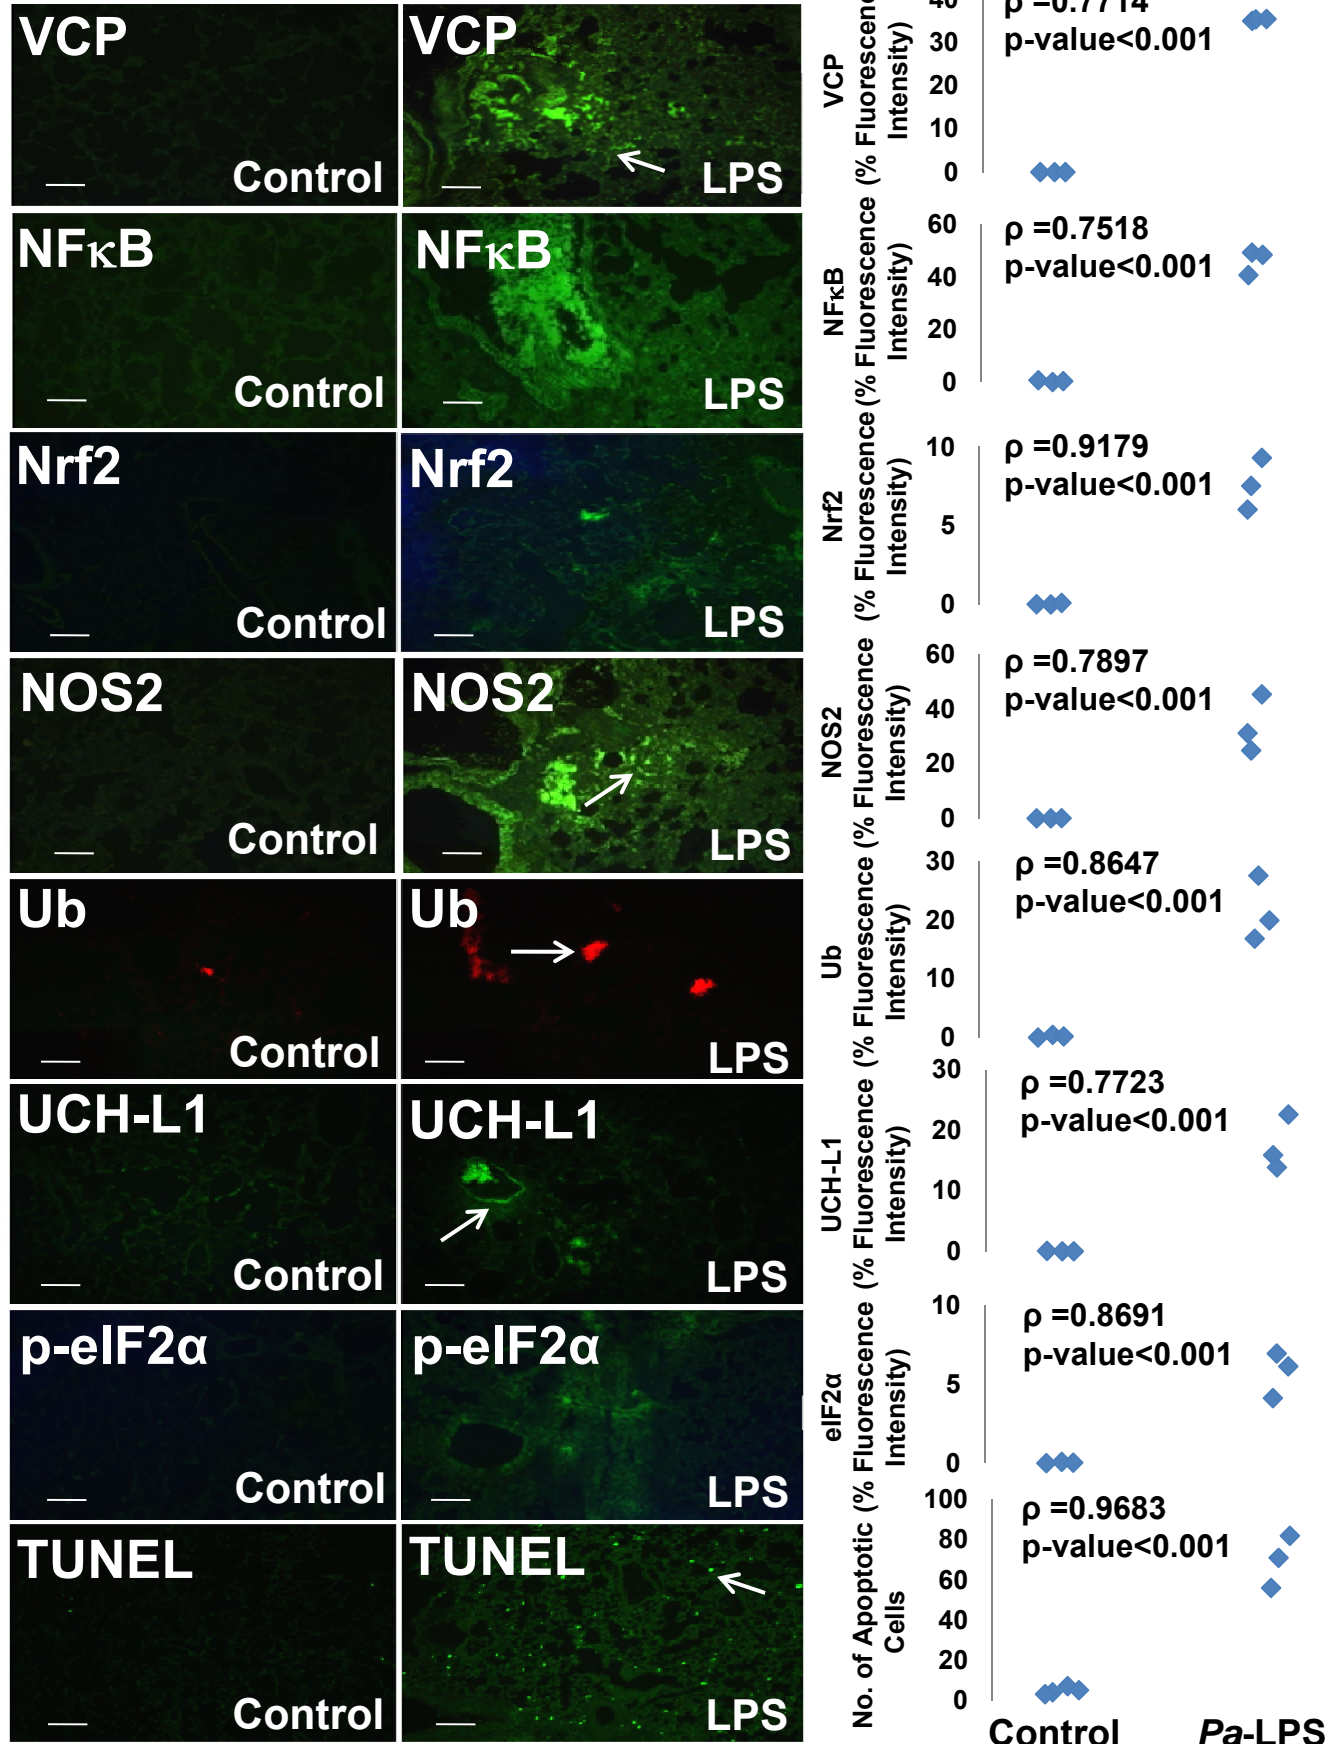 VCP
Control
VCP
LPS
VCP
(% Fluorescence
Intensity)
40
30
20
10
0
ρ =0.7714
p-value<0.001
NFκB
Control
NFκB
LPS
NFκB
(% Fluorescence
Intensity)
60
40
20
0
ρ =0.7518
p-value<0.001
Nrf2
Control
Nrf2
LPS
Nrf2
(% Fluorescence
Intensity)
10
5
0
ρ =0.9179
p-value<0.001
NOS2
Control
NOS2
LPS
NOS2
(% Fluorescence
Intensity)
60
40
20
0
ρ =0.7897
p-value<0.001
Ub
Control
Ub
LPS
Ub
(% Fluorescence
Intensity)
30
20
10
0
ρ =0.8647
p-value<0.001
UCH-L1
Control
UCH-L1
LPS
UCH-L1
(% Fluorescence
Intensity)
30
20
10
0
ρ =0.7723
p-value<0.001
p-eIF2α
Control
p-eIF2α
LPS
eIF2α
(% Fluorescence
Intensity)
10
5
0
ρ =0.8691
p-value<0.001
TUNEL
Control
TUNEL
LPS
No. of Apoptotic
Cells
100
80
60
40
20
0
ρ =0.9683
p-value<0.001
Control
Pa-LPS